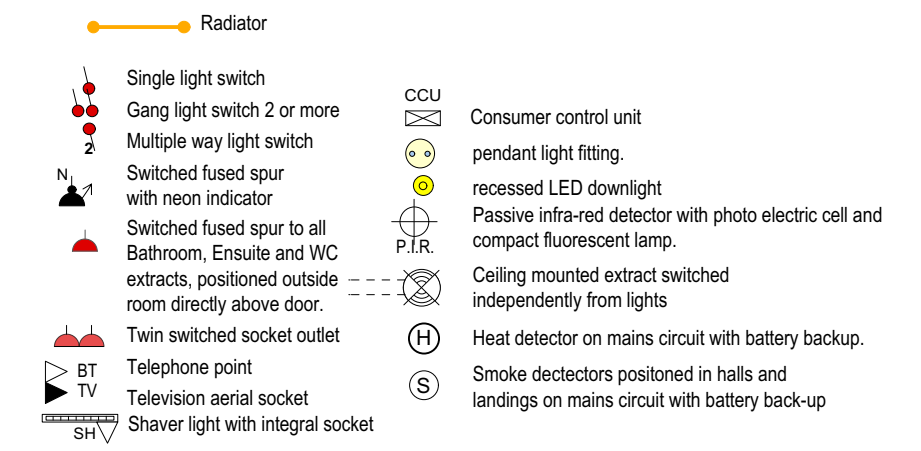 Radiator
Single light switch
Gang light switch 2 or more
2
Multiple way light switch
N
Switched fused spur
with neon indicator
Switched fused spur to all
Bathroom, Ensuite and WC
extracts, positioned outside
room directly above door.
Twin switched socket outlet
BT
Telephone point
TV
Television aerial socket
SH
Shaver light with integral socket
CCU
Consumer control unit
pendant light fitting.
recessed LED downlight
P.I.R.
Passive infra-red detector with photo electric cell and
compact fluorescent lamp.
Ceiling mounted extract switched
independently from lights
H
Heat detector on mains circuit with battery backup.
S
Smoke dectectors positoned in halls and
landings on mains circuit with battery back-up